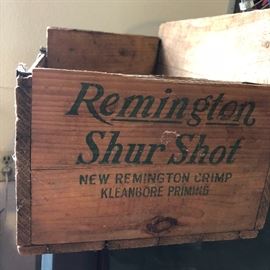 Remington
Shur Shot
NEW REMINGTON CRIMP
KLEANBORE PRIMING